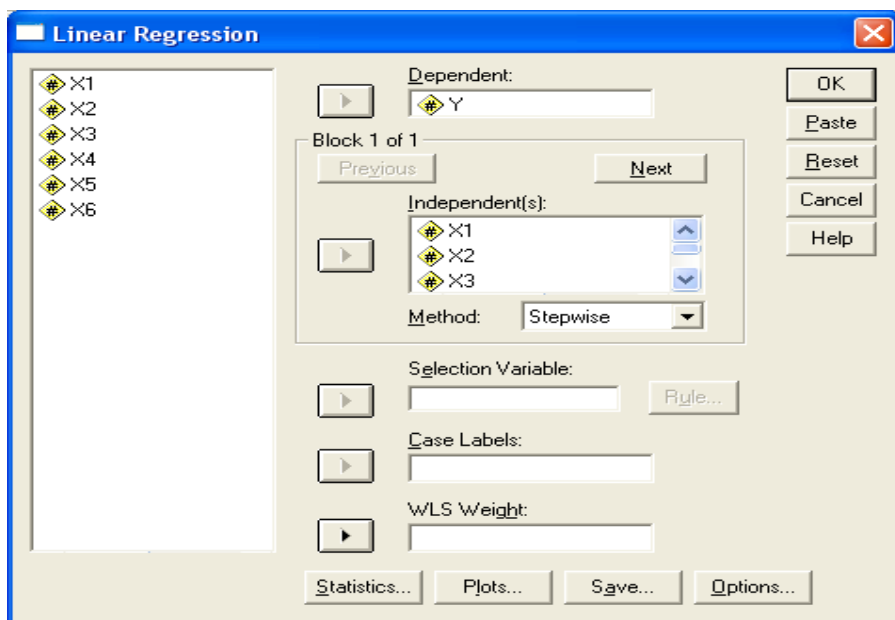 Linear Regression
X1
X2
X3
X4
X5
X6
Dependent:
Y
Block 1 of 1
Previous
Next
Independent(s):
X1
X2
X3
Method:
Stepwise
Selection Variable:
Rule...
Case Labels:
WLS Weight:
Statistics...
Plots...
Save...
Options...
OK
Paste
Reset
Cancel
Help